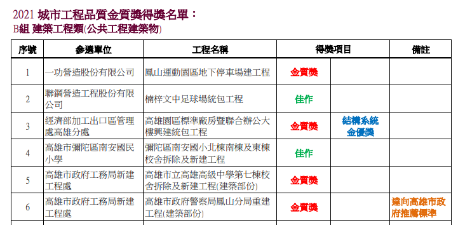 2021 城市工程品質金質獎得獎名單：
B組 建築工程類(公共工程建築物)
序號 參選單位 工程名稱 得獎項目 備註
1 一功營造股份有限公司 鳳山運動園區地下停車場建工程 金質獎
2 聯鋼營造工程股份有限公司 楠梓文中足球場統包工程 佳作
3 經濟部加工出口區管理處高雄分處 高雄園區標準廠房暨聯合辦公大樓興建統包工程 金質獎 結構系統金優獎
4 高雄市彌陀區南安國民小學 彌陀區南安國小北棟南棟及東棟校舍拆除及新建工程 佳作
5 高雄市政府工務局新建工程處 高雄市立高雄高級中學第七棟校舍拆除及新建工程(建築部份) 金質獎
6 高雄市政府工務局新建工程處 高雄市政府警察局鳳山分局重建工程(建築部份) 金質獎 達向高雄市政府推薦標準